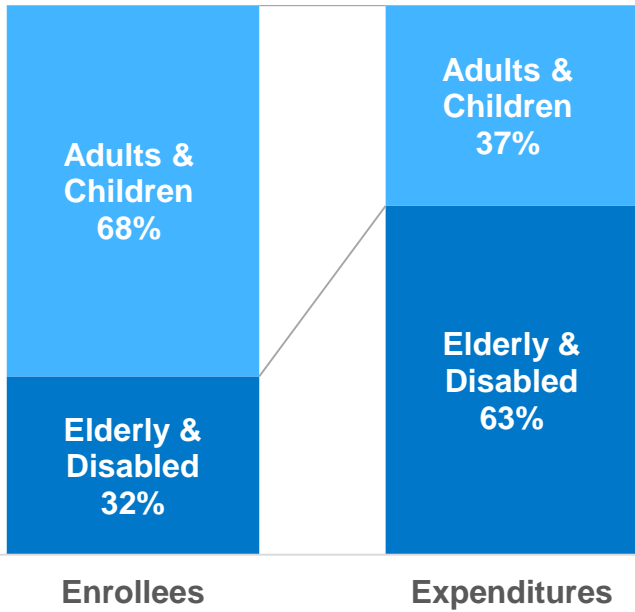 Adults &
Children
68%
Elderly &
Disabled
32%
Adults &
Children
37%
Elderly &
Disabled
63%
Enrollees
Expenditures